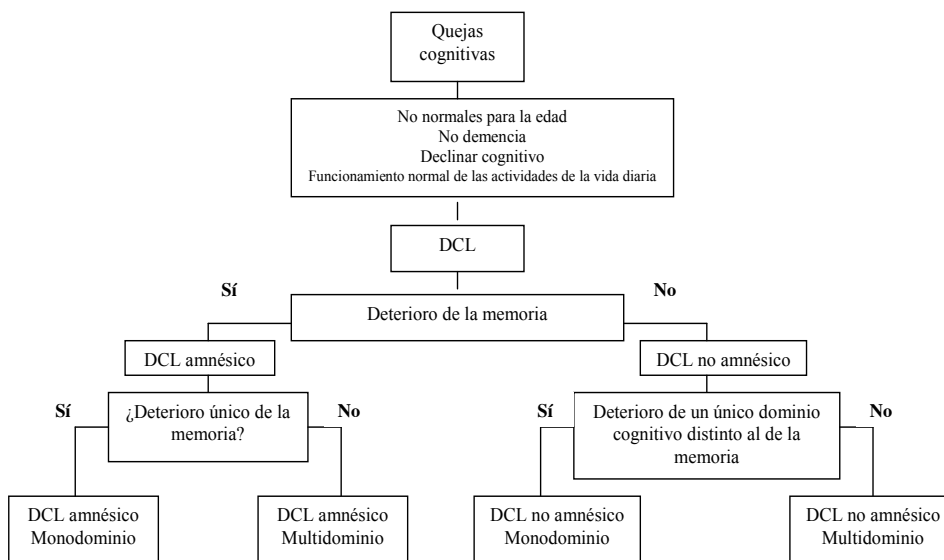 Quejas
cognitivas
No normales para la edad
No demencia
Declinar cognitivo
Funcionamiento normal de las actividades de la vida diaria
DCL
Sí
No
Deterioro de la memoria
DCL amnésico
DCL no amnésico
Sí
¿Deterioro único de la
memoria?
No
Sí
Deterioro de un único dominio
cognitivo distinto al de la
memoria
No
DCL amnésico
Monodominio
DCL amnésico
Multidominio
DCL no amnésico
Monodominio
DCL no amnésico
Multidominio